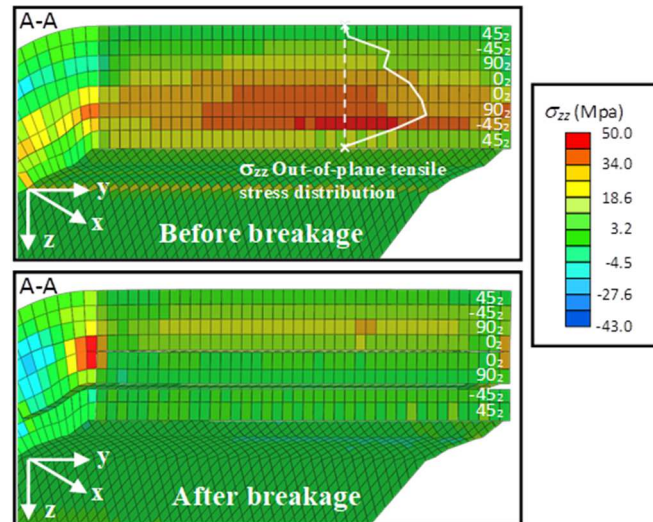 A-A
45₂
-45₂
90₂
0₂
0₂
90₂
-45₂
45₂
σzz Out-of-plane tensile
stress distribution
y
x
z
Before breakage
A-A
45₂
-45₂
90₂
0₂
0₂
90₂
-45₂
45₂
y
x
z
After breakage
σzz (Mpa)
50.0
34.0
18.6
3.2
-4.5
-27.6
-43.0